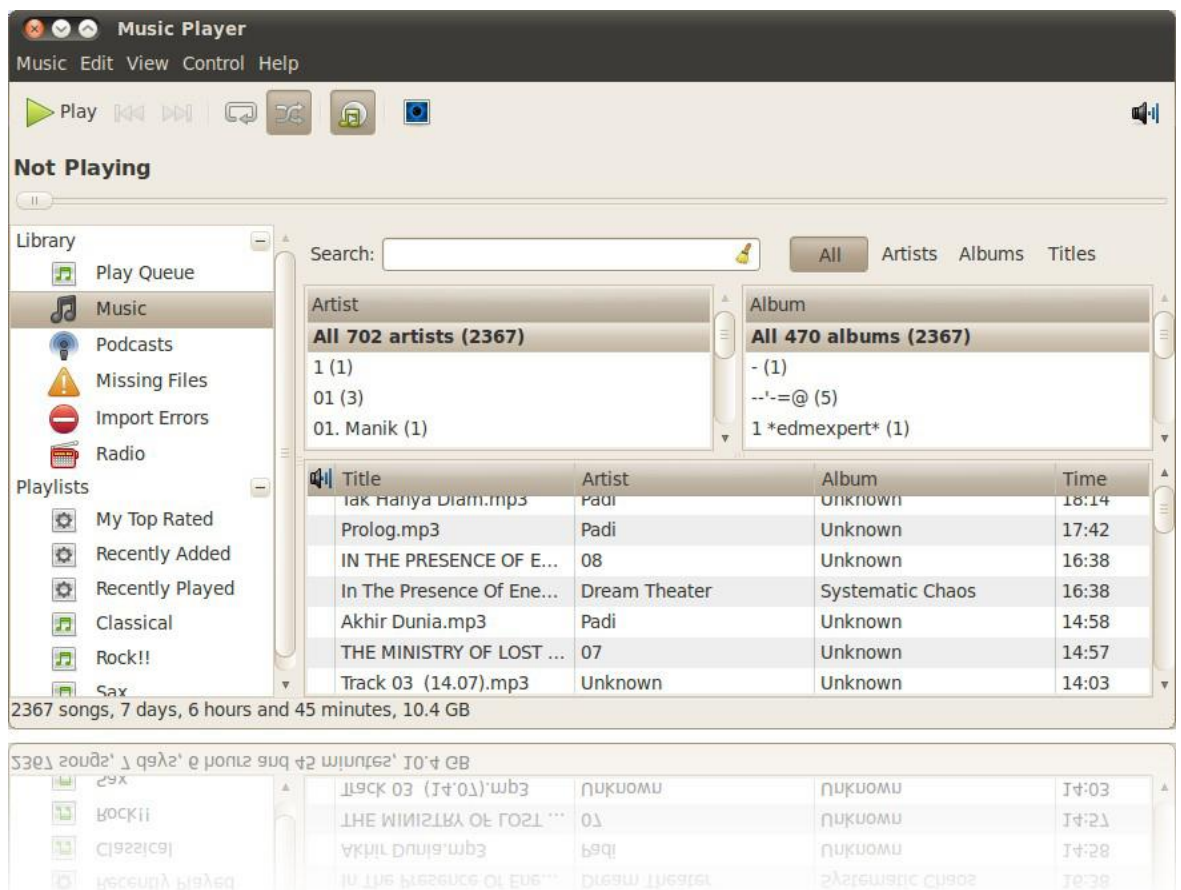 Music Player
Music Edit View Control Help
Play
Not Playing
Library
Play Queue
Music
Podcasts
Missing Files
Import Errors
Radio
Playlists
My Top Rated
Recently Added
Recently Played
Classical
Rock!!
Sax
Search:
All Artists Albums Titles
Artist
All 702 artists (2367)
1 (1)
01 (3)
01. Manik (1)
Album
All 470 albums (2367)
- (1)
--'-=@ (5)
1 *edmexpert* (1)
Title Artist Album Time
Tak Hanya Diam.mp3 Padi Unknown 18:14
Prolog.mp3 Padi Unknown 17:42
IN THE PRESENCE OF E... 08 Unknown 16:38
In The Presence Of Ene... Dream Theater Systematic Chaos 16:38
Akhir Dunia.mp3 Padi Unknown 14:58
THE MINISTRY OF LOST ... 07 Unknown 14:57
Track 03 (14.07).mp3 Unknown Unknown 14:03
2367 songs, 7 days, 6 hours and 45 minutes, 10.4 GB